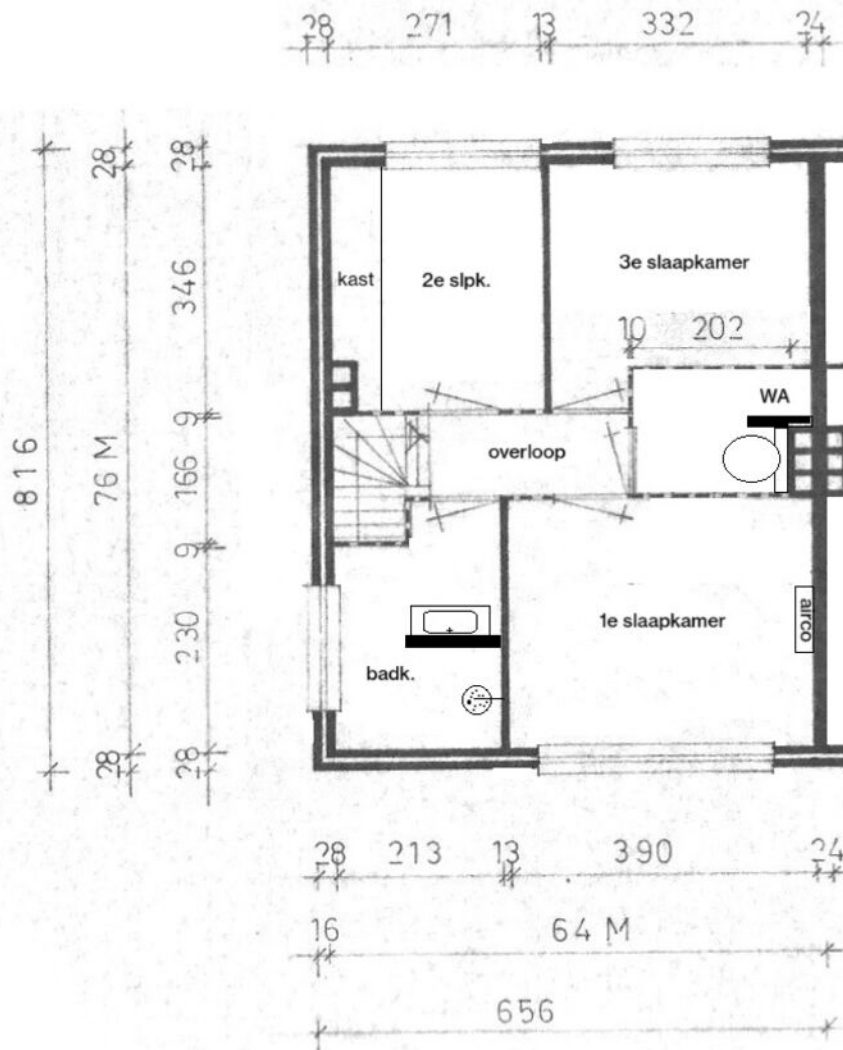 28 271 13 332 24
28 28
346
kast 2e slpk. 3e slaapkamer
10 202
WA
9
816 76 M 166 overloop
9
230
airco
1e slaapkamer
badk.
28 28
28 213 13 390 24
16 64 M
656